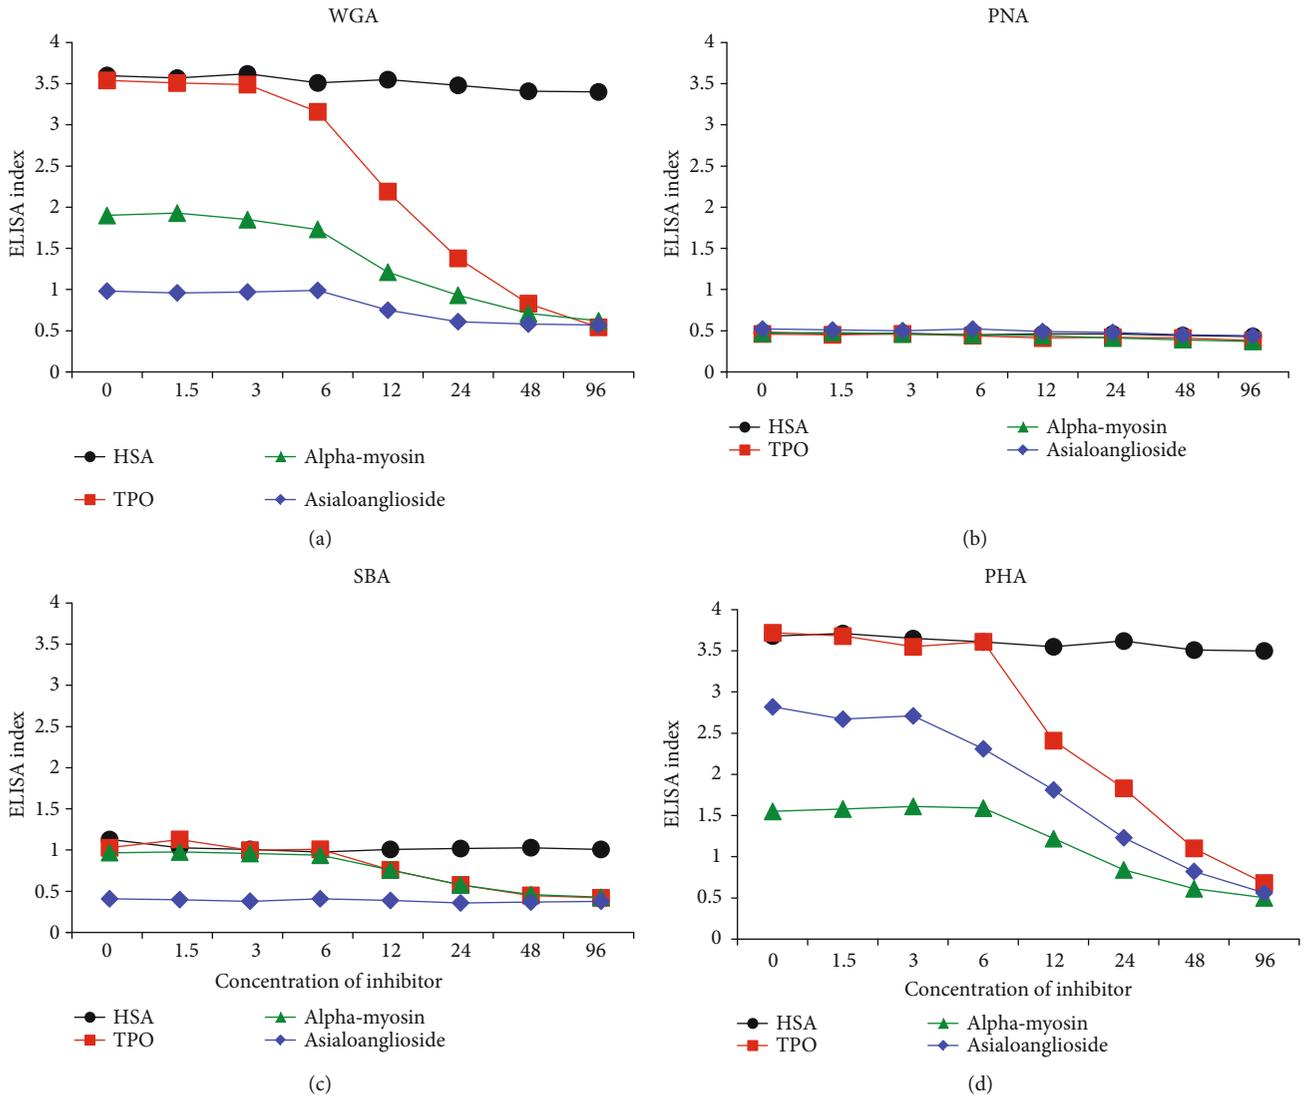 WGA
4
3.5
3
2.5
2
1.5
1
0.5
0
ELISA index
0 1.5 3 6 12 24 48 96
HSA Alpha-myosin
TPO Asialoanglioside
(a)
PNA
4
3.5
3
2.5
2
1.5
1
0.5
0
ELISA index
0 1.5 3 6 12 24 48 96
HSA Alpha-myosin
TPO Asialoanglioside
(b)
SBA
4
3.5
3
2.5
2
1.5
1
0.5
0
ELISA index
0 1.5 3 6 12 24 48 96
Concentration of inhibitor
HSA Alpha-myosin
TPO Asialoanglioside
(c)
PHA
4
3.5
3
2.5
2
1.5
1
0.5
0
ELISA index
0 1.5 3 6 12 24 48 96
Concentration of inhibitor
HSA Alpha-myosin
TPO Asialoanglioside
(d)